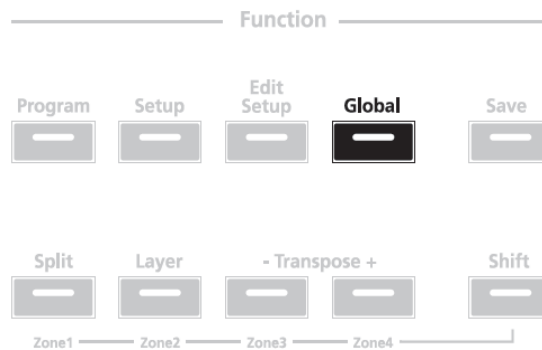 Function
Program Setup Edit Setup Global Save
Split Layer - Transpose + Shift
Zone1 Zone2 Zone3 Zone4